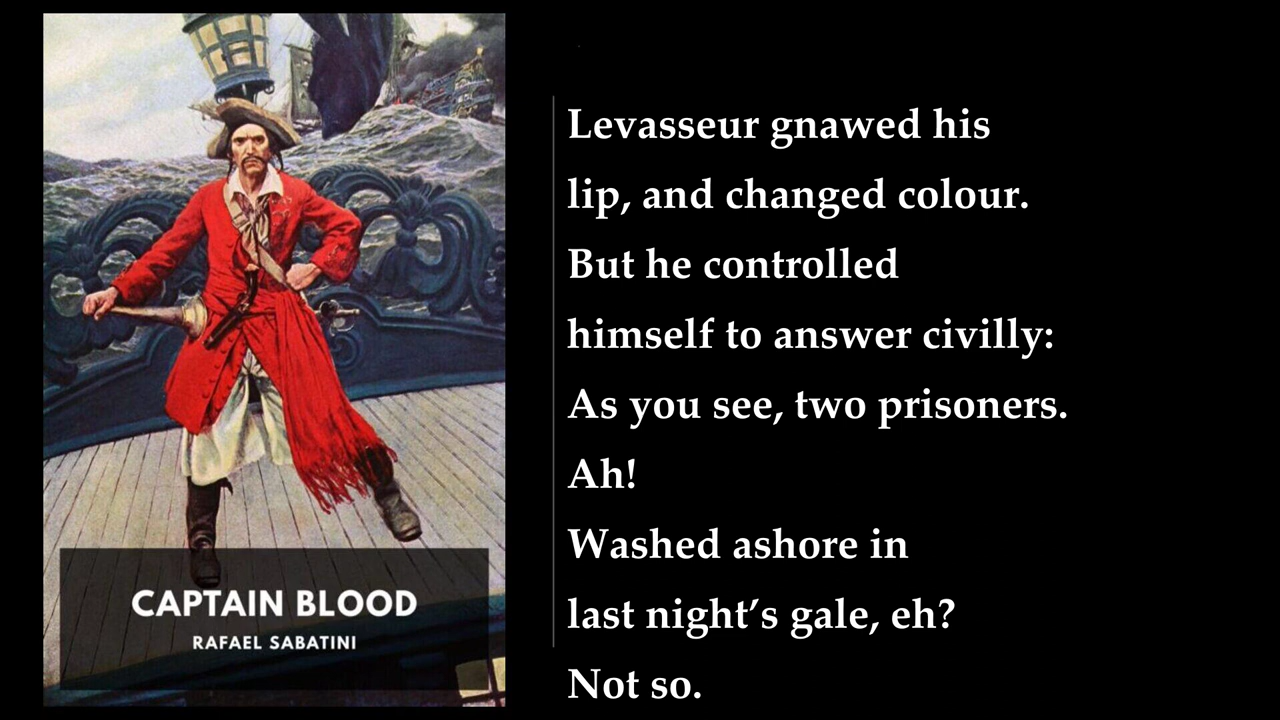 CAPTAIN BLOOD
RAFAEL SABATINI
Levasseur gnawed his
lip, and changed colour.
But he controlled
himself to answer civilly:
As you see, two prisoners.
Ah!
Washed ashore in
last night’s gale, eh?
Not so.